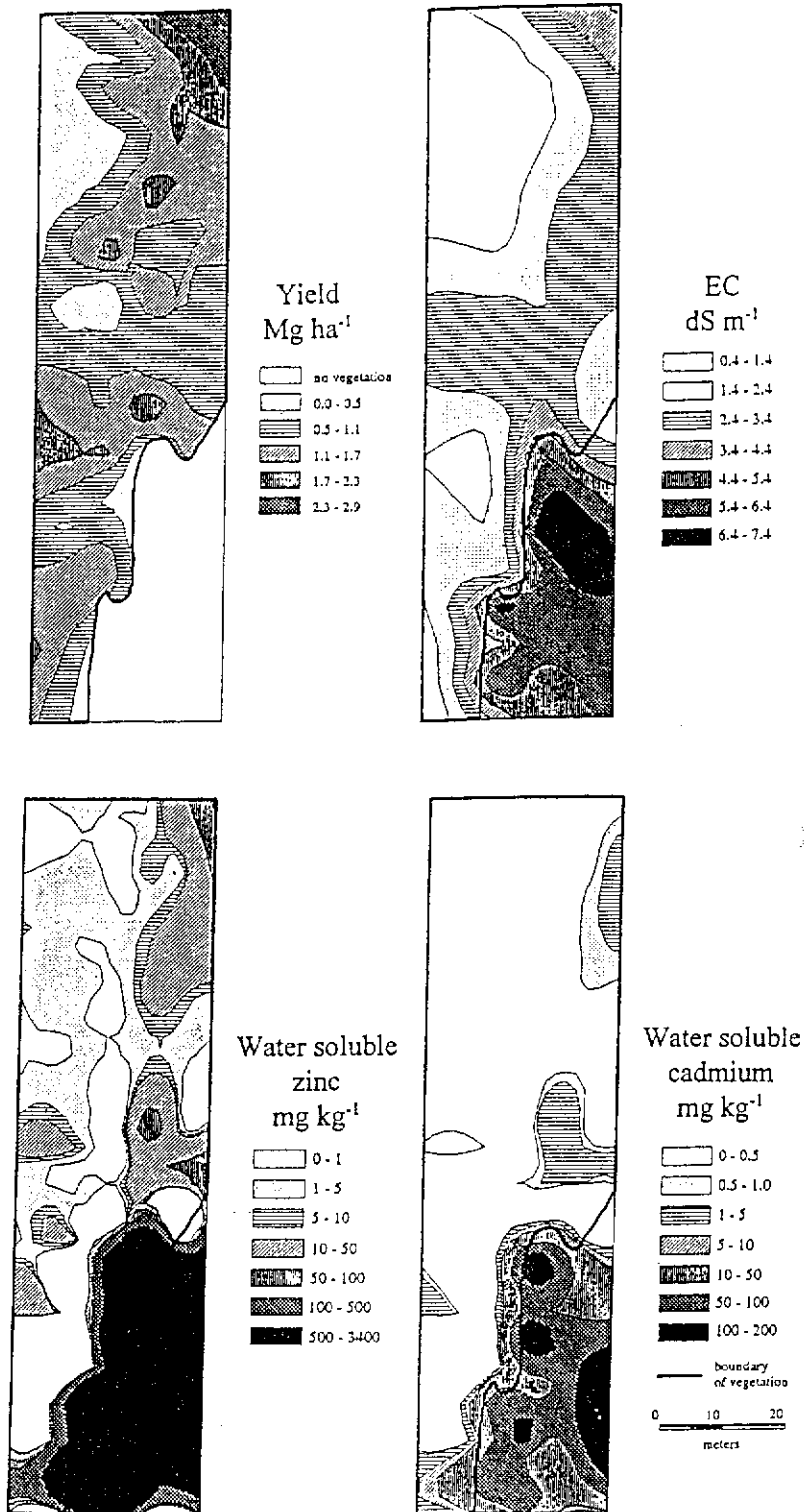 Yield
Mg ha-1
no vegetation
0.0 - 0.5
0.5 - 1.1
1.1 - 1.7
1.7 - 2.3
2.3 - 2.9
EC
dS m-1
0.4 - 1.4
1.4 - 2.4
2.4 - 3.4
3.4 - 4.4
4.4 - 5.4
5.4 - 6.4
6.4 - 7.4
Water soluble
zinc
mg kg-1
0 - 1
1 - 5
5 - 10
10 - 50
50 - 100
100 - 500
500 - 3400
Water soluble
cadmium
mg kg-1
0 - 0.5
0.5 - 1.0
1 - 5
5 - 10
10 - 50
50 - 100
100 - 200
boundary
of vegetation
0 10 20
meters